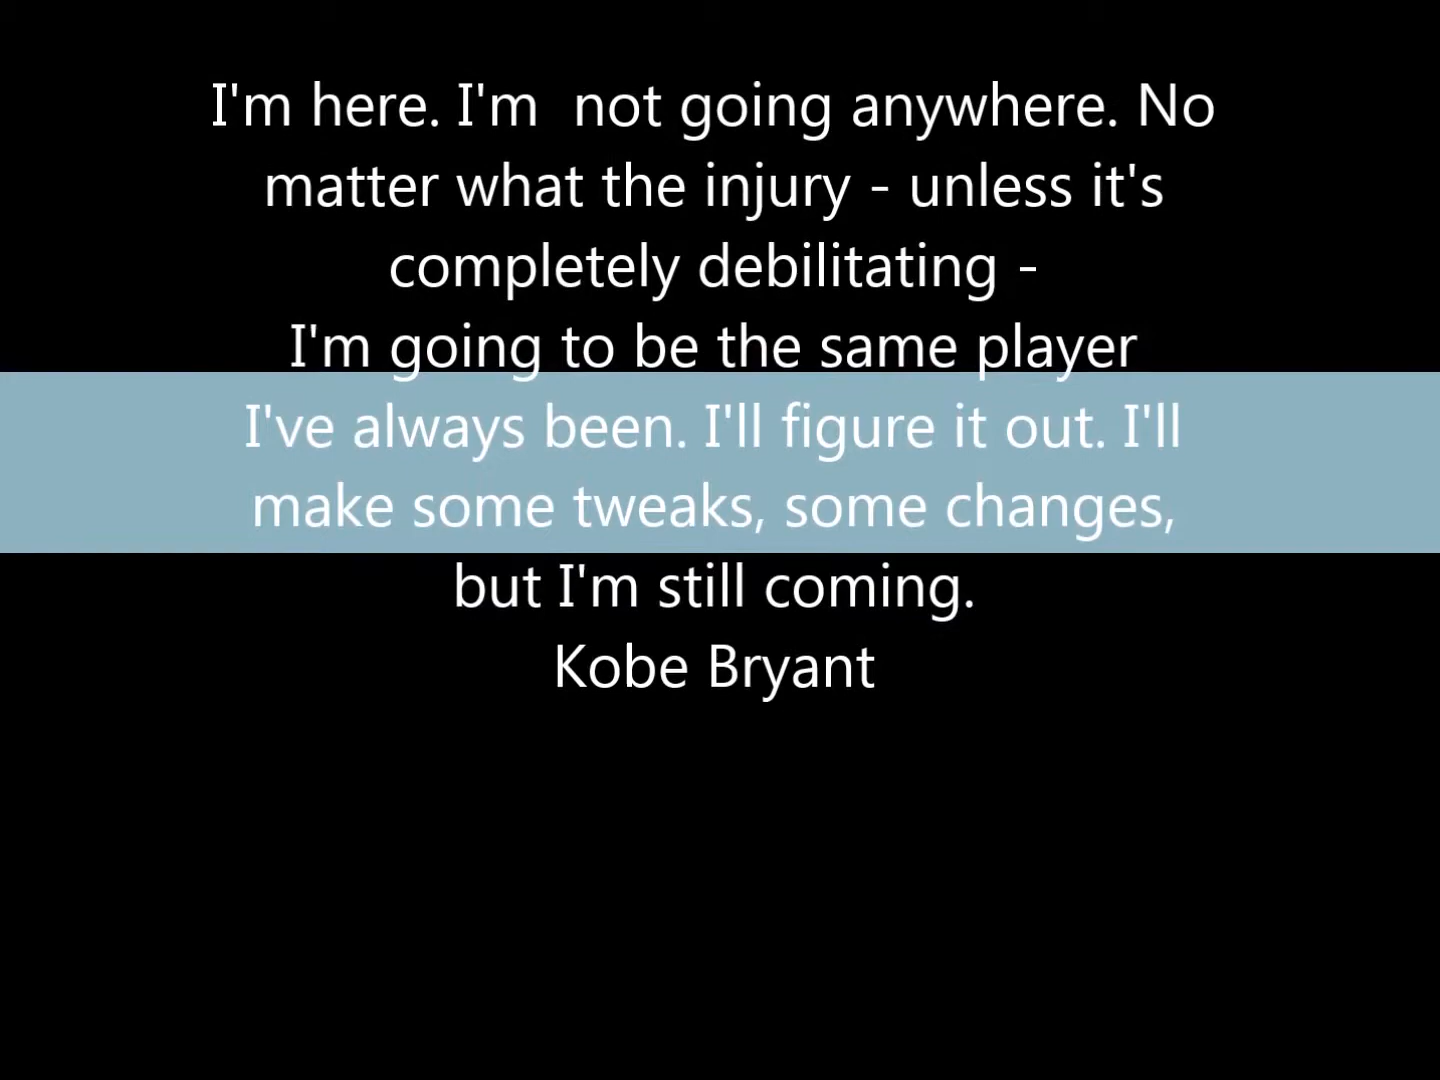 I'm here. I'm  not going anywhere. No
matter what the injury - unless it's
completely debilitating -
I'm going to be the same player
I've always been. I'll figure it out. I'll
make some tweaks, some changes,
but I'm still coming.
Kobe Bryant